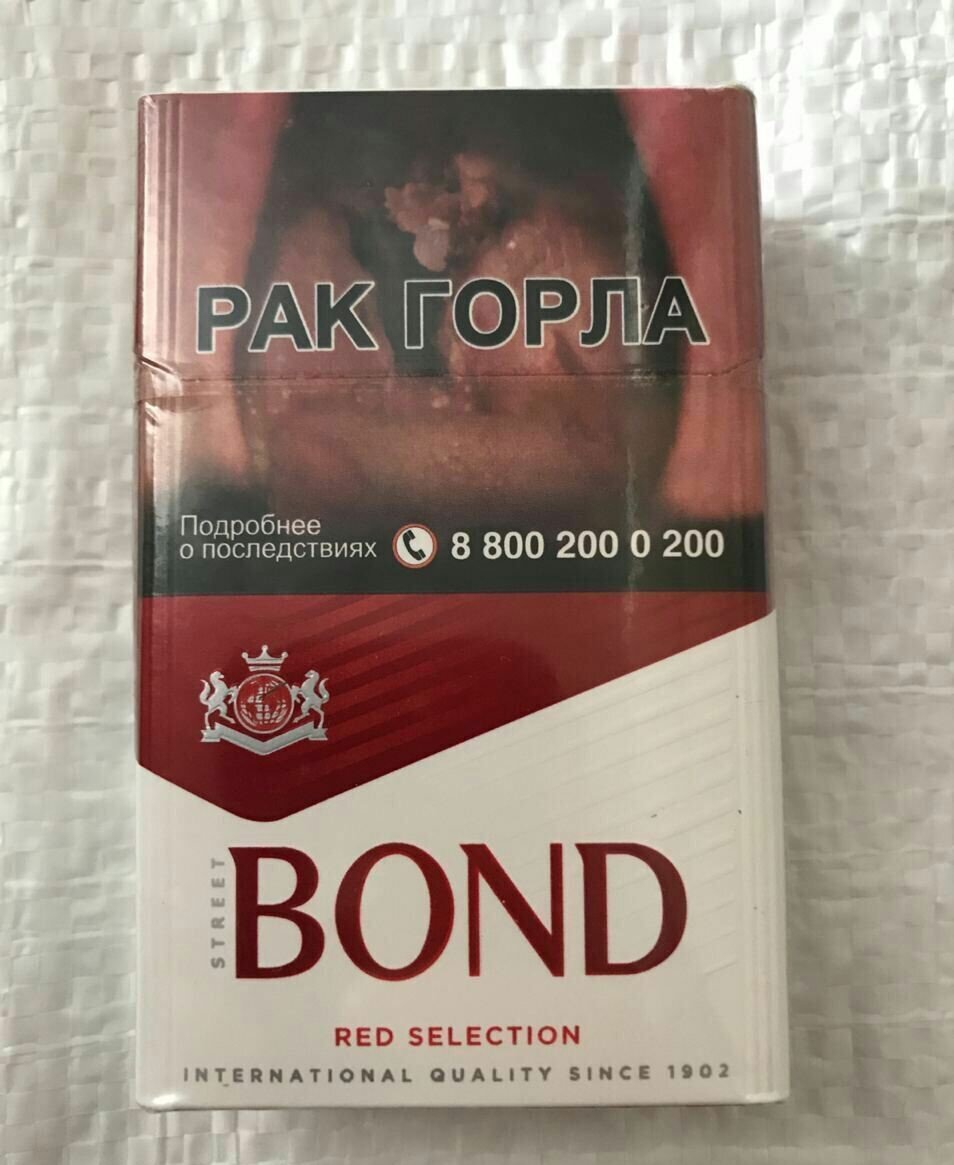 РАК ГОРЛА
Подробнее
о последствиях
8 800 200 0 200
STREET
BOND
RED SELECTION
INTERNATIONAL QUALITY SINCE 1902